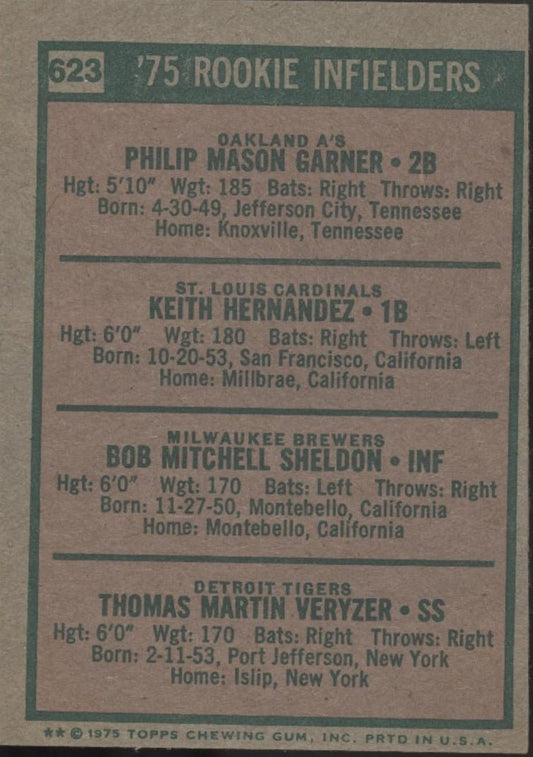 623 '75 ROOKIE INFIELDERS
OAKLAND A'S
PHILIP MASON GARNER • 2B
Hgt: 5'10" Wgt: 185 Bats: Right Throws: Right
Born: 4-30-49, Jefferson City, Tennessee
Home: Knoxville, Tennessee
ST. LOUIS CARDINALS
KEITH HERNANDEZ • 1B
Hgt: 6'0" Wgt: 180 Bats: Right Throws: Left
Born: 10-20-53, San Francisco, California
Home: Millbrae, California
MILWAUKEE BREWERS
BOB MITCHELL SHELDON • INF
Hgt: 6'0" Wgt: 170 Bats: Left Throws: Right
Born: 11-27-50, Montebello, California
Home: Montebello, California
DETROIT TIGERS
THOMAS MARTIN VERYZER • SS
Hgt: 6'0" Wgt: 170 Bats: Right Throws: Right
Born: 2-11-53, Port Jefferson, New York
Home: Islip, New York
** © 1975 TOPPS CHEWING GUM, INC. PRTD IN U.S.A.